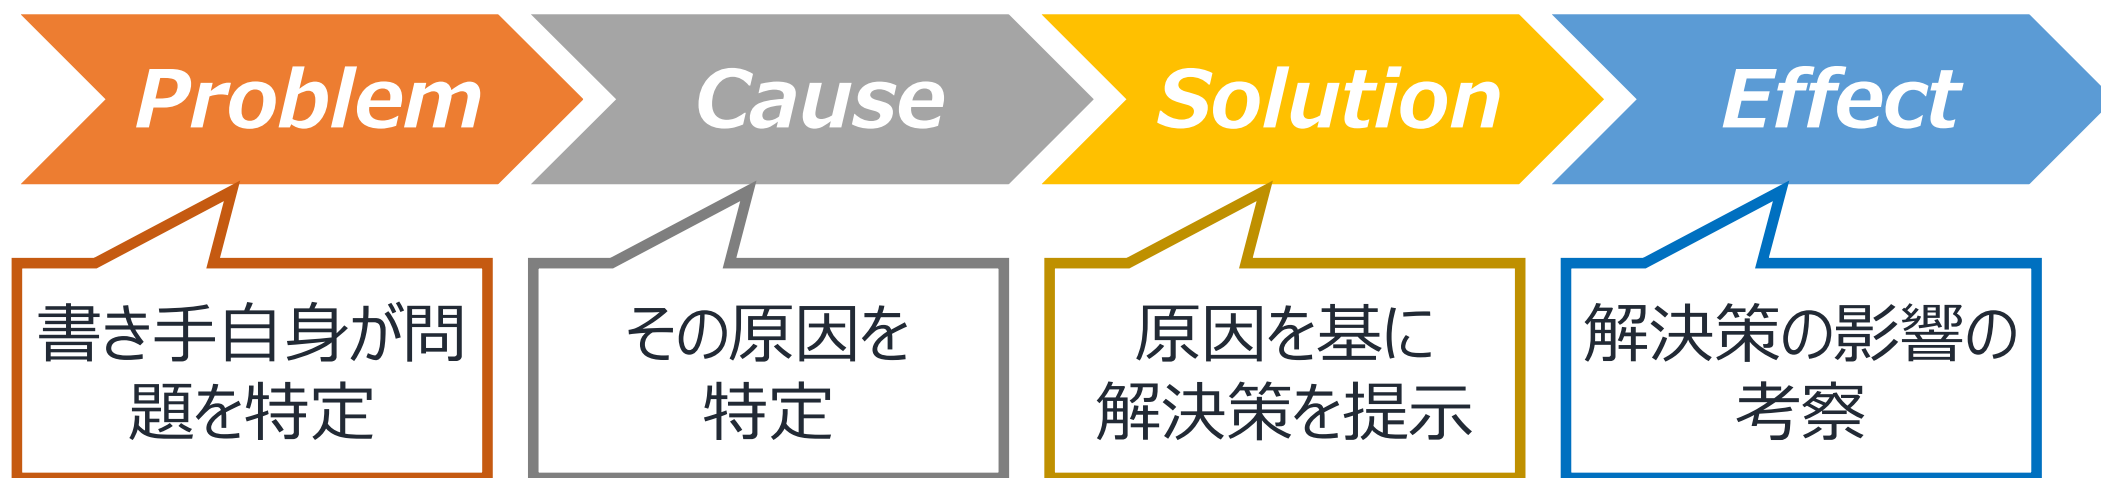 Problem
Cause
Solution
Effect
書き手自身が問
題を特定
その原因を
特定
原因を基に
解決策を提示
解決策の影響の
考察